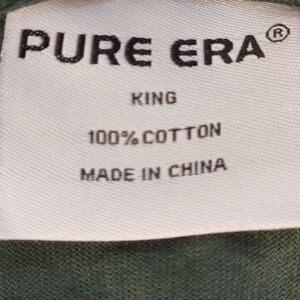 PURE ERA®
KING
100% COTTON
MADE IN CHINA